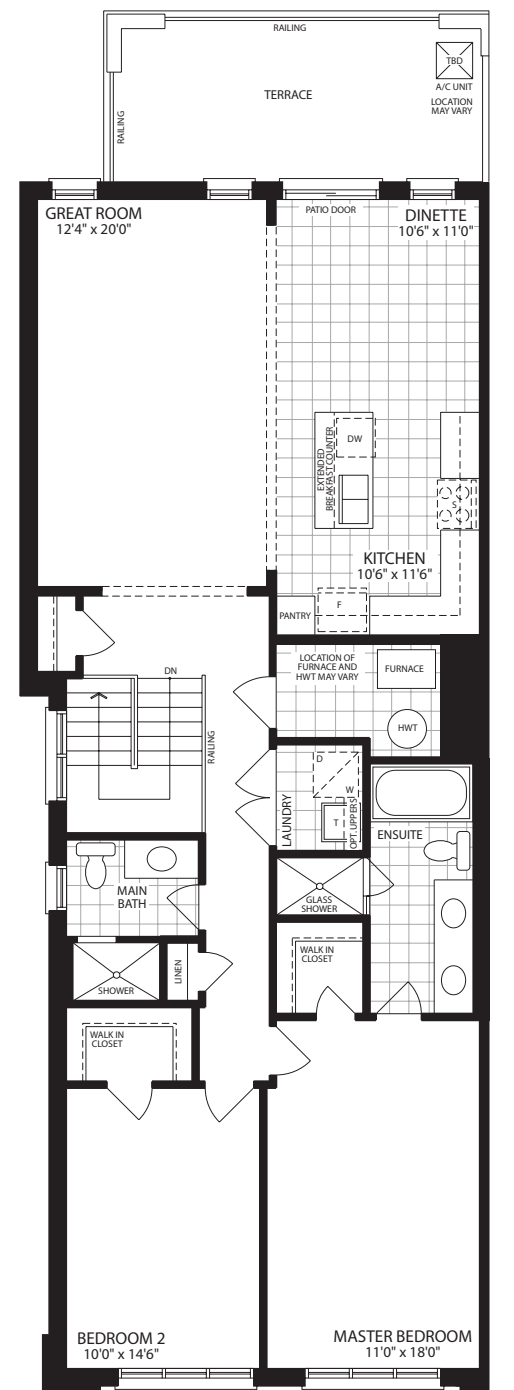 RAILING
TBD
A/C UNIT
LOCATION
MAY VARY
TERRACE
RAILING
GREAT ROOM
12'4" x 20'0"
PATIO DOOR
DINETTE
10'6" x 11'0"
EXTENDED
BREAKFAST COUNTER
DW
S
KITCHEN
10'6" x 11'6"
PANTRY
F
LOCATION OF
FURNACE AND
HWT MAY VARY
FURNACE
HWT
DN
RAILING
LAUNDRY
D
W
T
OPT. UPPERS
ENSUITE
MAIN
BATH
GLASS
SHOWER
LINEN
SHOWER
WALK IN
CLOSET
WALK IN
CLOSET
BEDROOM 2
10'0" x 14'6"
MASTER BEDROOM
11'0" x 18'0"